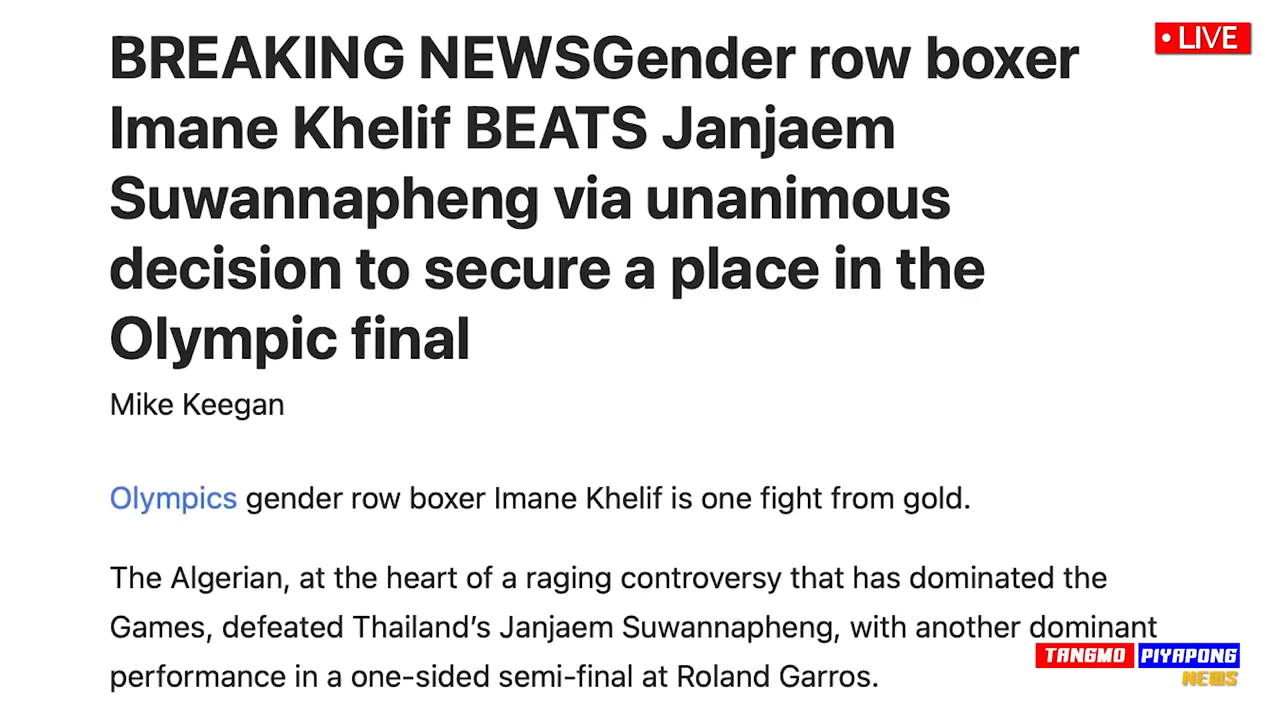 BREAKING NEWSGender row boxer
Imane Khelif BEATS Janjaem
Suwannapheng via unanimous
decision to secure a place in the
Olympic final
Mike Keegan
Olympics gender row boxer Imane Khelif is one fight from gold.
The Algerian, at the heart of a raging controversy that has dominated the
Games, defeated Thailand’s Janjaem Suwannapheng, with another dominant
performance in a one-sided semi-final at Roland Garros.
• LIVE
TANGMO PIYAPONG
NEWS